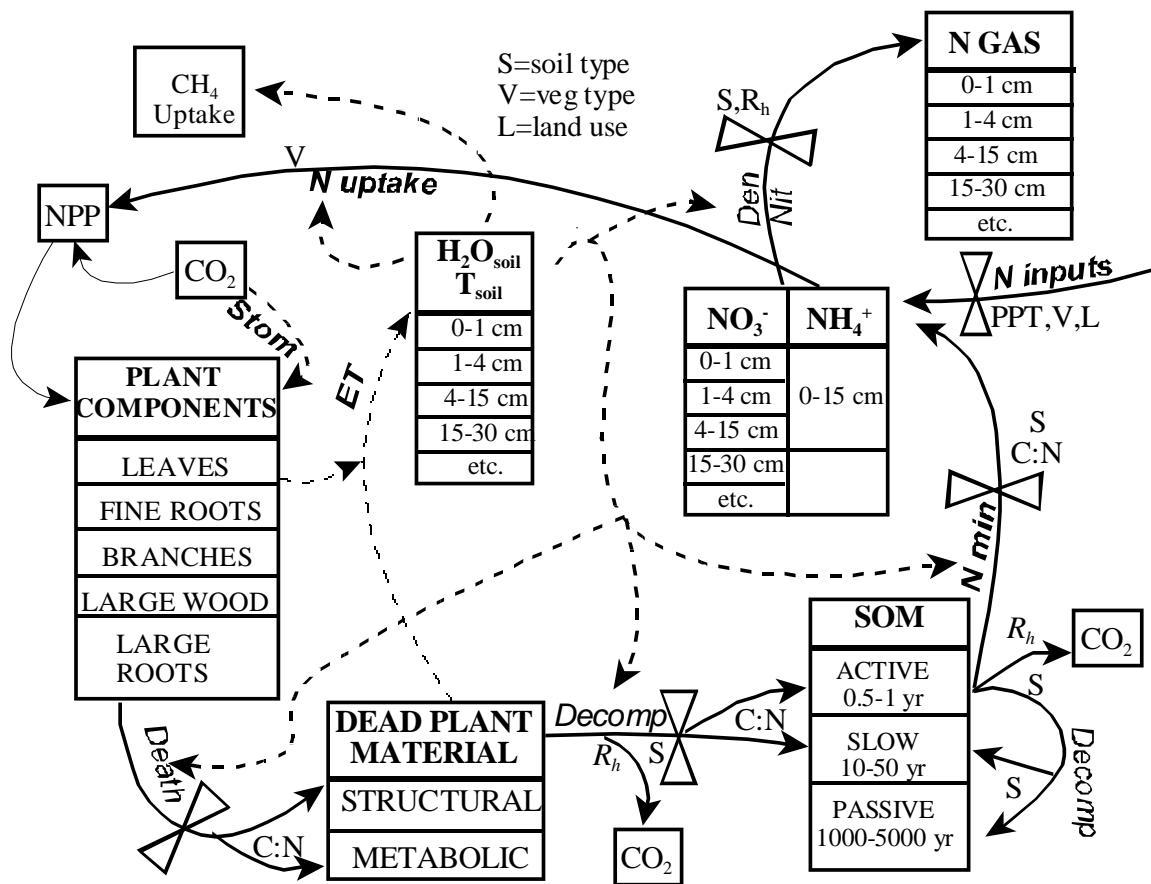 CH₄
Uptake
S=soil type
V=veg type
L=land use
N GAS
0-1 cm
1-4 cm
4-15 cm
15-30 cm
etc.
S,Rₕ
V
N uptake
Den
Nit
NPP
CO₂
Stom
H₂Osoil
Tsoil
0-1 cm
1-4 cm
4-15 cm
15-30 cm
etc.
ET
N inputs
PPT,V,L
NO₃⁻
NH₄⁺
0-1 cm
1-4 cm
4-15 cm
15-30 cm
etc.
0-15 cm
S
C:N
N min
PLANT
COMPONENTS
LEAVES
FINE ROOTS
BRANCHES
LARGE WOOD
LARGE
ROOTS
Death
C:N
DEAD PLANT
MATERIAL
STRUCTURAL
METABOLIC
Decomp
Rₕ
S
C:N
CO₂
SOM
ACTIVE
0.5-1 yr
SLOW
10-50 yr
PASSIVE
1000-5000 yr
Rₕ
CO₂
S
S
Decomp